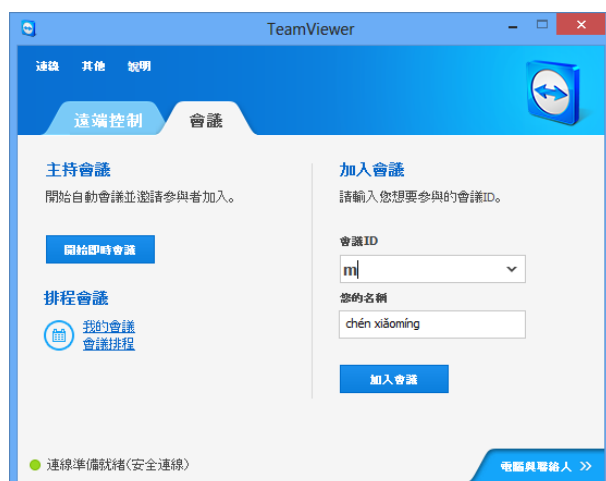 TeamViewer
連線 其他 說明
遠端控制 會議
主持會議
開始自動會議並邀請參與者加入。
開始即時會議
排程會議
我的會議
會議排程
加入會議
請輸入您想要參與的會議ID。
會議ID
m
您的名稱
chén xiǎomíng
加入會議
連線準備就緒(安全連線)
電腦與聯絡人 >>